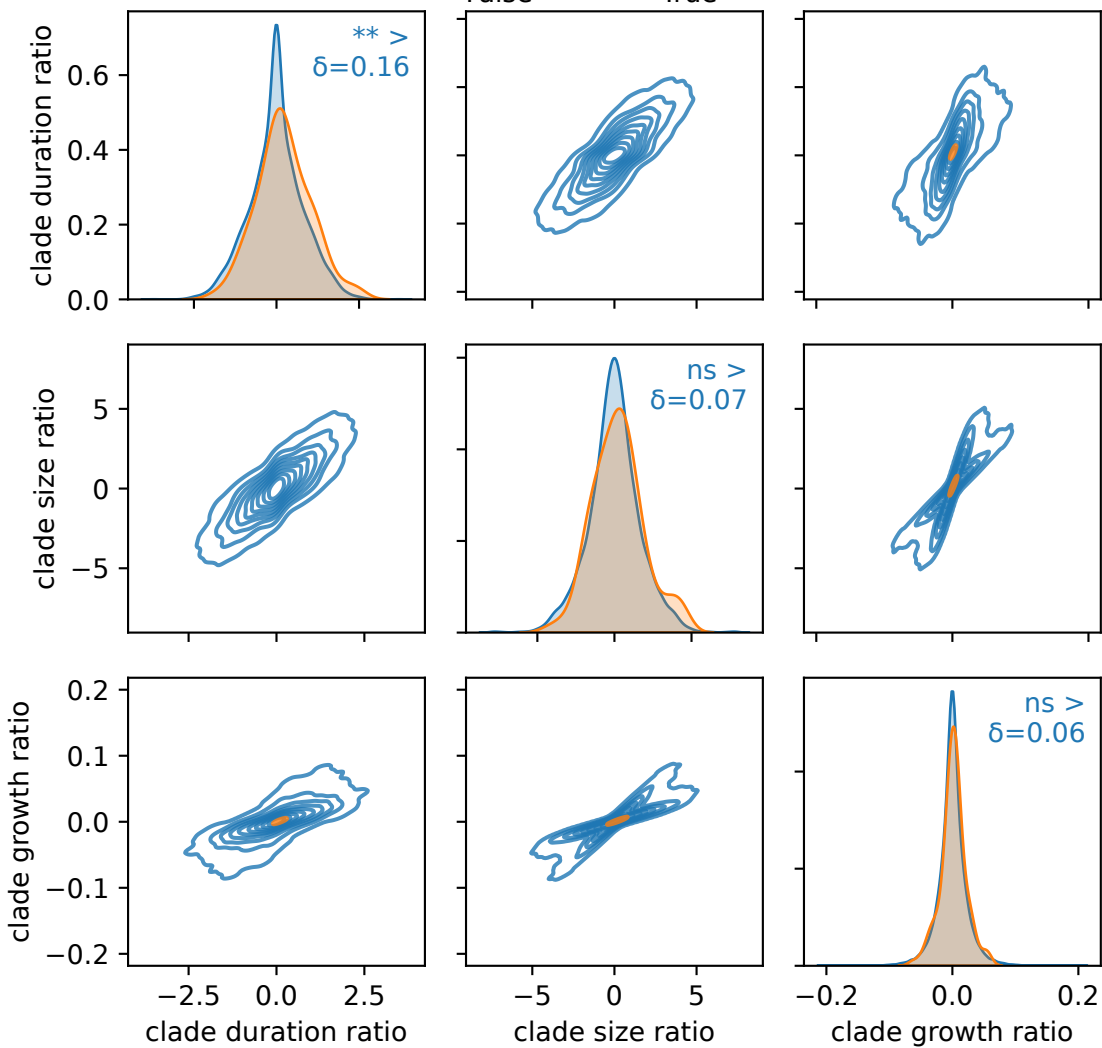 clade duration ratio
0.6
0.4
0.2
0.0
** >
δ=0.16
clade size ratio
5
0
−5
ns >
δ=0.07
clade growth ratio
0.2
0.1
0.0
−0.1
−0.2
ns >
δ=0.06
−2.5 0.0 2.5
−5 0 5
−0.2 0.0 0.2
clade duration ratio
clade size ratio
clade growth ratio